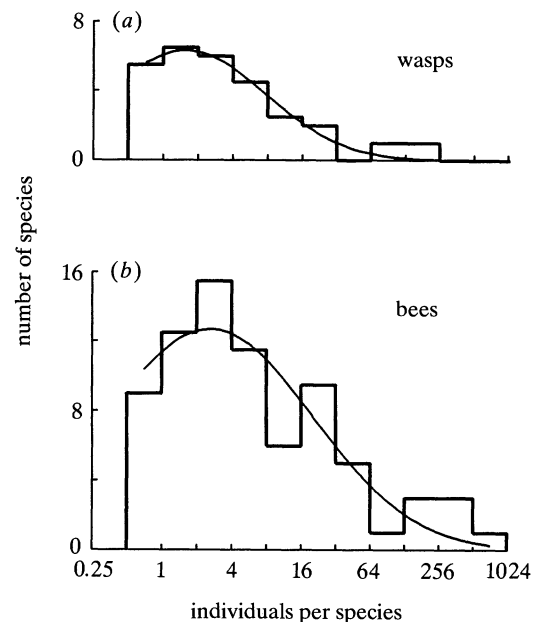 8
(a)
wasps
0
number of species
16
(b)
bees
8
0
0.25 1 4 16 64 256 1024
individuals per species